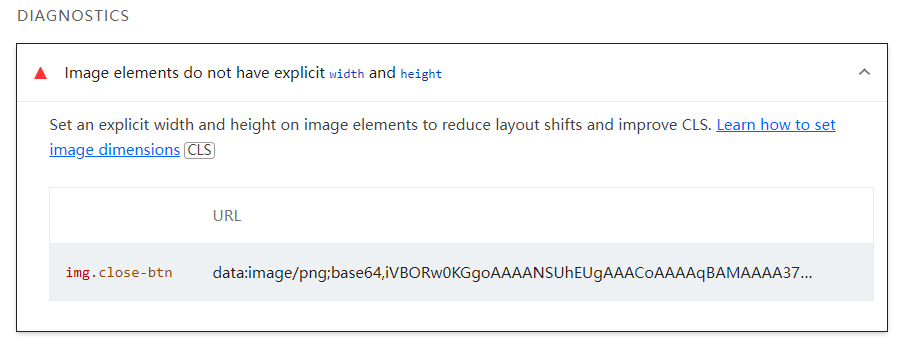 DIAGNOSTICS
Image elements do not have explicit width and height
Set an explicit width and height on image elements to reduce layout shifts and improve CLS. Learn how to set
image dimensions CLS
URL
img.close-btn data:image/png;base64,iVBORw0KGgoAAAANSUhEUgAAACoAAAAqBAMAAAA37...